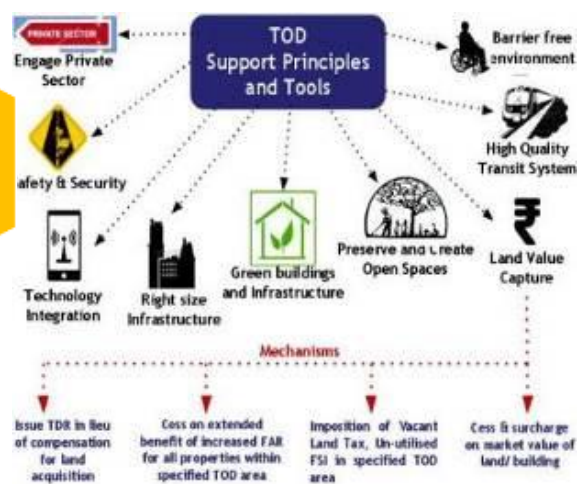 TOD
Support Principles
and Tools
PRIVATE SECTOR
Engage Private
Sector
Barrier free
environment
afety & Security
High Quality
Transit System
Technology
Integration
Right size
Infrastructure
Green buildings
and Infrastructure
Preserve and Create
Open Spaces
₹
Land Value
Capture
Mechanisms
Issue TDR in lieu
of compensation
for land
acquisition
Cess on extended
benefit of increased FAR
for all properties within
specified TOD area
Imposition of Vacant
Land Tax, Un-utilised
FSI in specified TOD
area
Cess & surcharge
on market value of
land/ building